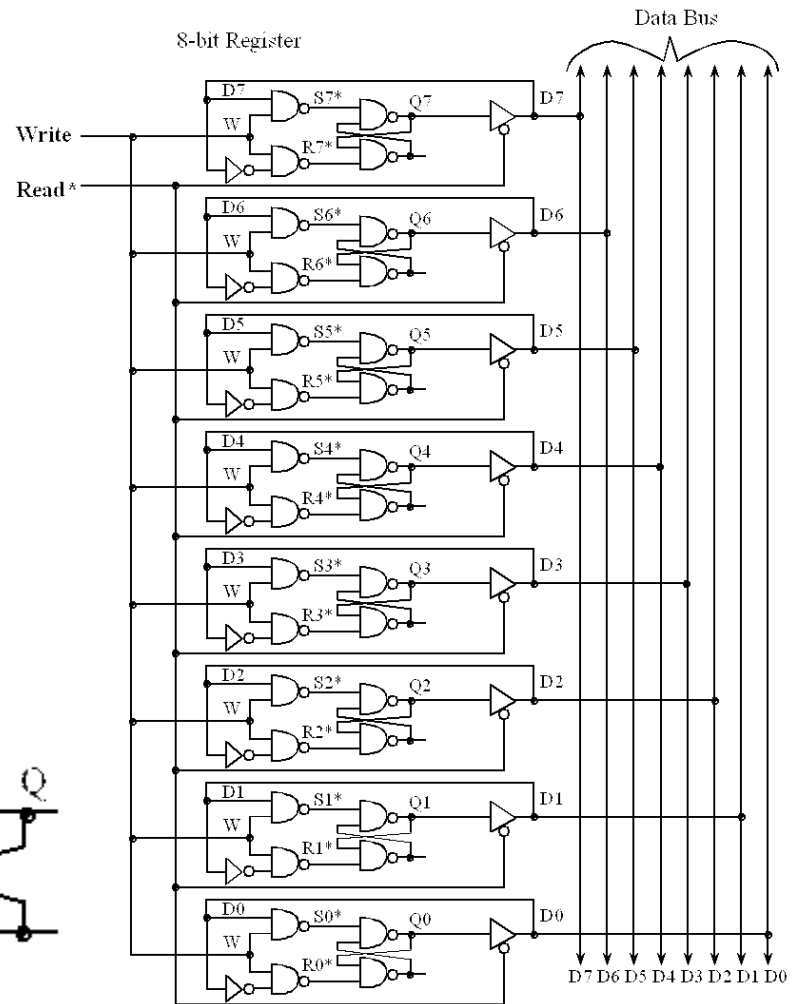 Data Bus
8-bit Register
D7 S7* Q7 D7
Write W
R7*
Read*
D6 S6* Q6 D6
W
R6*
D5 S5* Q5 D5
W
R5*
D4 S4* Q4 D4
W
R4*
D3 S3* Q3 D3
W
R3*
D2 S2* Q2 D2
W
R2*
Q
D1 S1* Q1 D1
W
R1*
D0 S0* Q0 D0
W
R0*
D7 D6 D5 D4 D3 D2 D1 D0